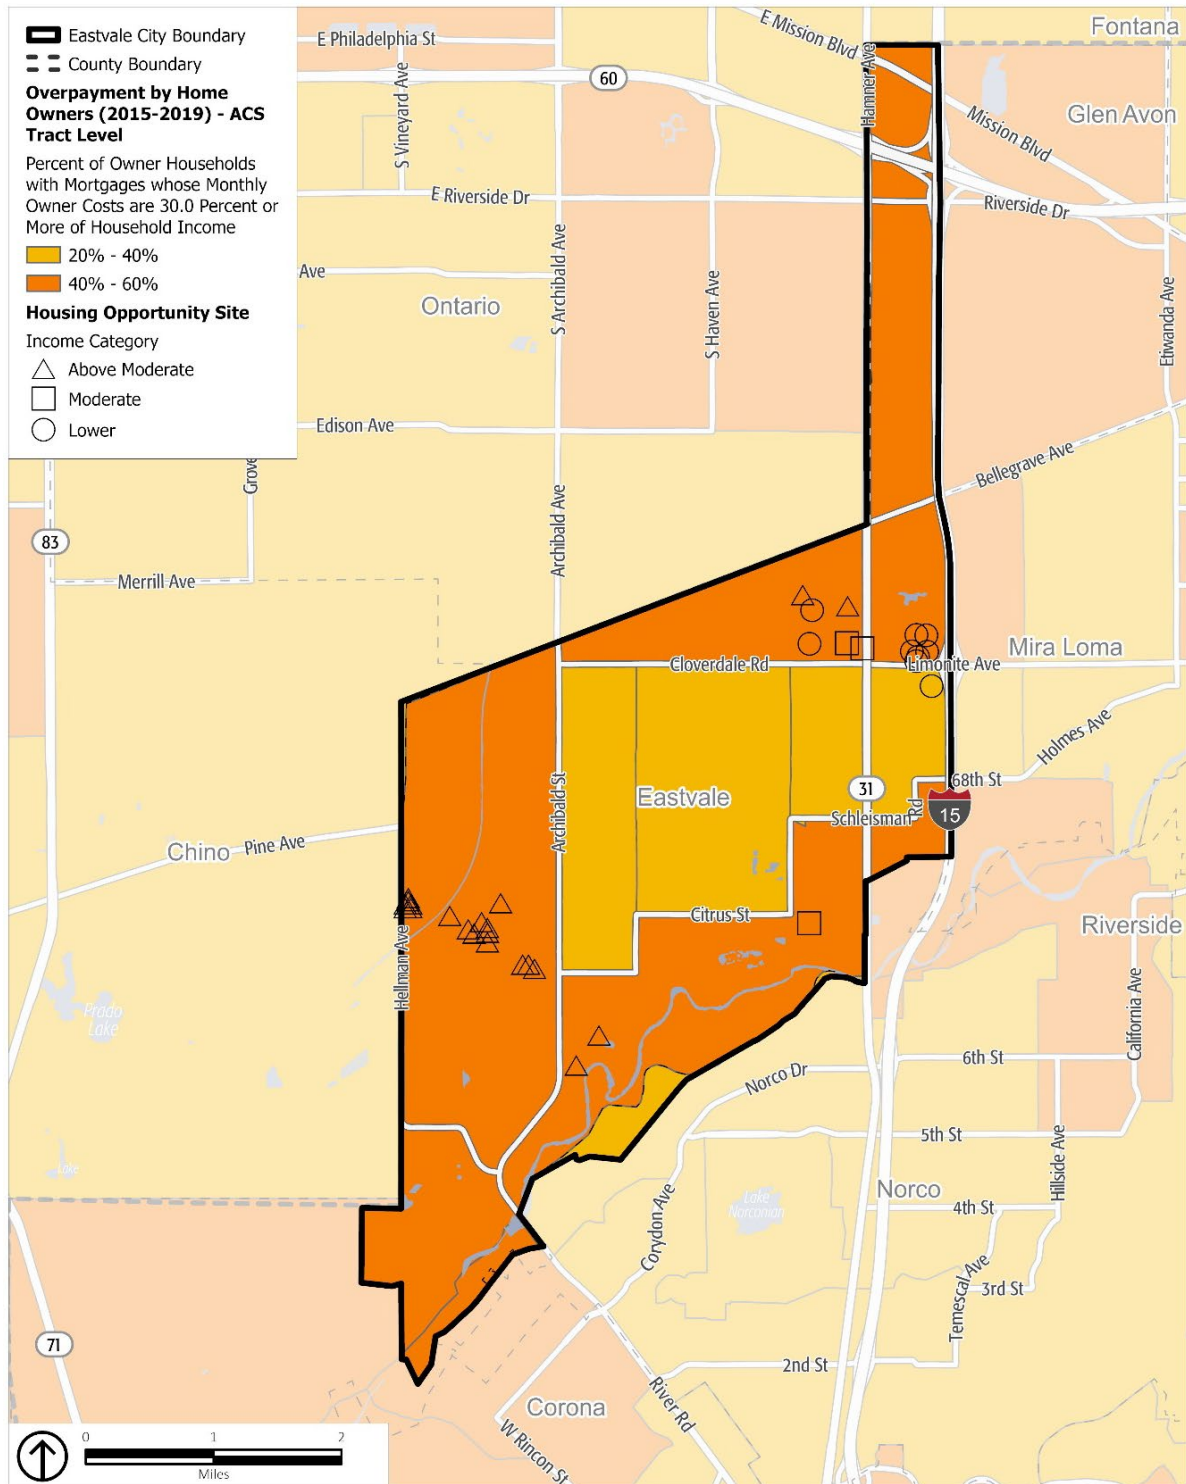 Eastvale City Boundary
County Boundary
Overpayment by Home
Owners (2015-2019) - ACS
Tract Level
Percent of Owner Households
with Mortgages whose Monthly
Owner Costs are 30.0 Percent or
More of Household Income
20% - 40%
40% - 60%
Housing Opportunity Site
Income Category
Above Moderate
Moderate
Lower
E Philadelphia St
S Vineyard Ave
60
E Mission Blvd
Hamner Ave
Fontana
Glen Avon
Mission Blvd
E Riverside Dr
Riverside Dr
Ave
Ontario
S Archibald Ave
S Haven Ave
Etiwanda Ave
Edison Ave
Grove
Bellegrave Ave
83
Merrill Ave
Archibald Ave
Cloverdale Rd
Limonite Ave
Mira Loma
Holmes Ave
Eastvale
31
68th St
Schleisman Rd
15
Archibald St
Chino
Pine Ave
Citrus St
Hellman Ave
Riverside
California Ave
Prado
Lake
6th St
Norco Dr
5th St
Hillside Ave
Lake
Norco
Lake
Norconian
4th St
Corydon Ave
Temescal Ave
3rd St
71
2nd St
Corona
River Rd
W Rincon St
0 1 2
Miles